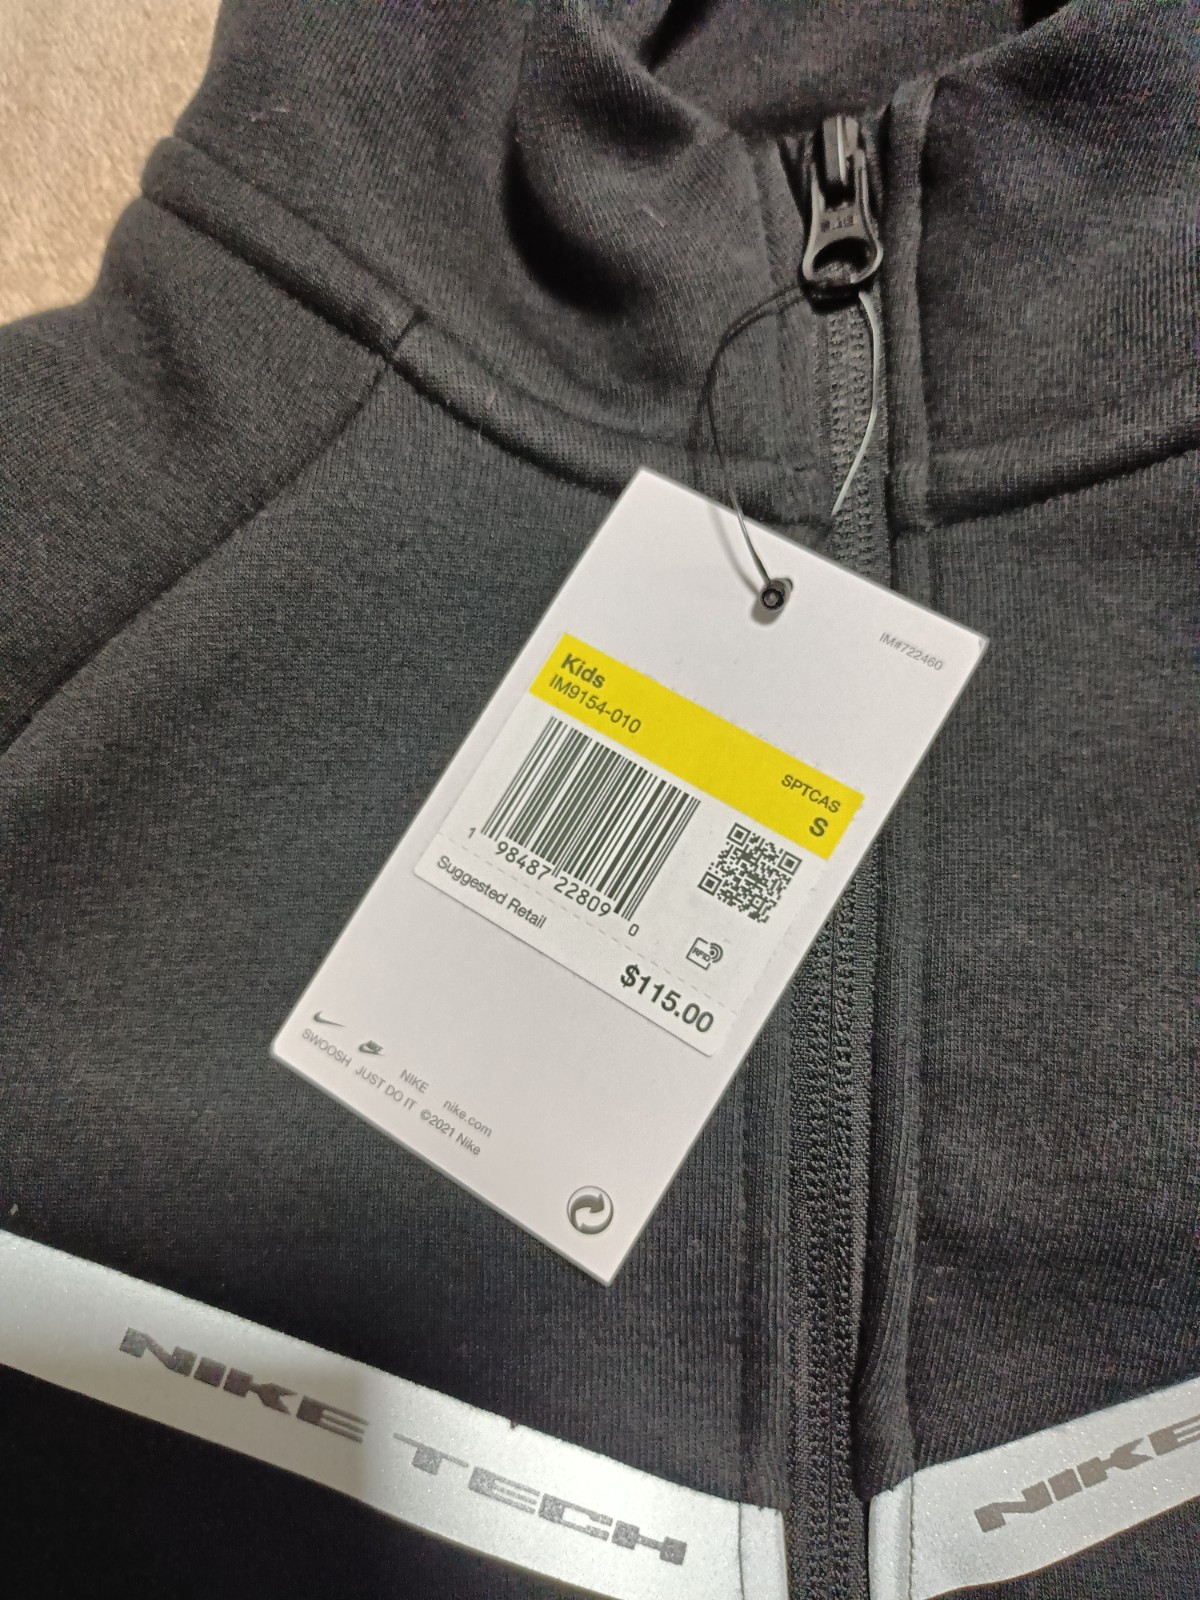 IM#722460
Kids
IM9154-010
SPTCAS
S
1 98487 22809 0
RFID
Suggested Retail
$115.00
NIKE nike.com
SWOOSH JUST DO IT ©2021 Nike
NIKE TECH
NIKE